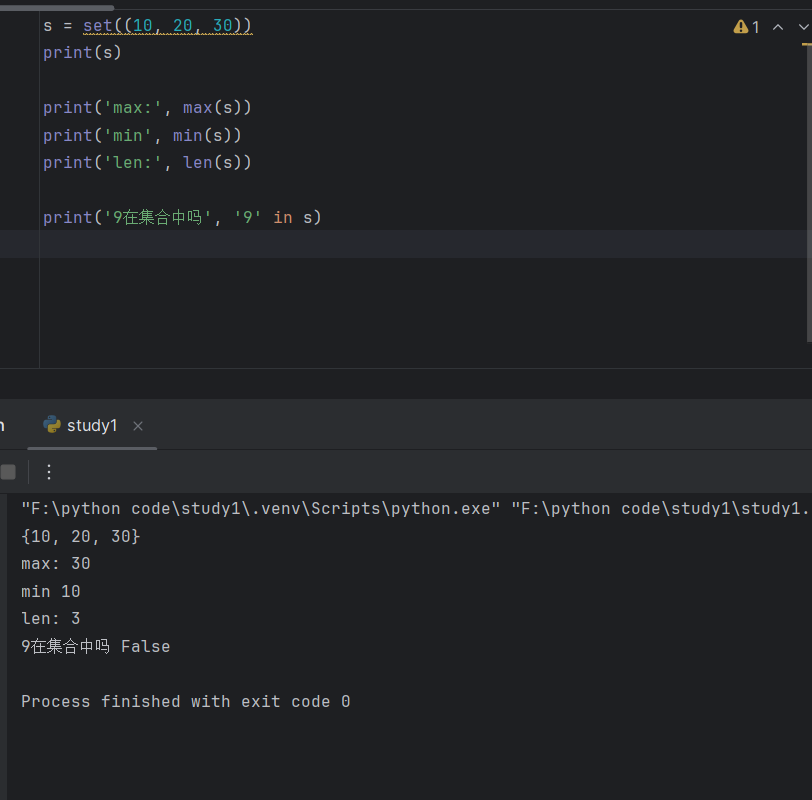 s = set((10, 20, 30))
1
print(s)
print('max:', max(s))
print('min', min(s))
print('len:', len(s))
print('9在集合中吗', '9' in s)
study1
"F:\python code\study1\.venv\Scripts\python.exe" "F:\python code\study1\study1.
{10, 20, 30}
max: 30
min 10
len: 3
9在集合中吗 False
Process finished with exit code 0